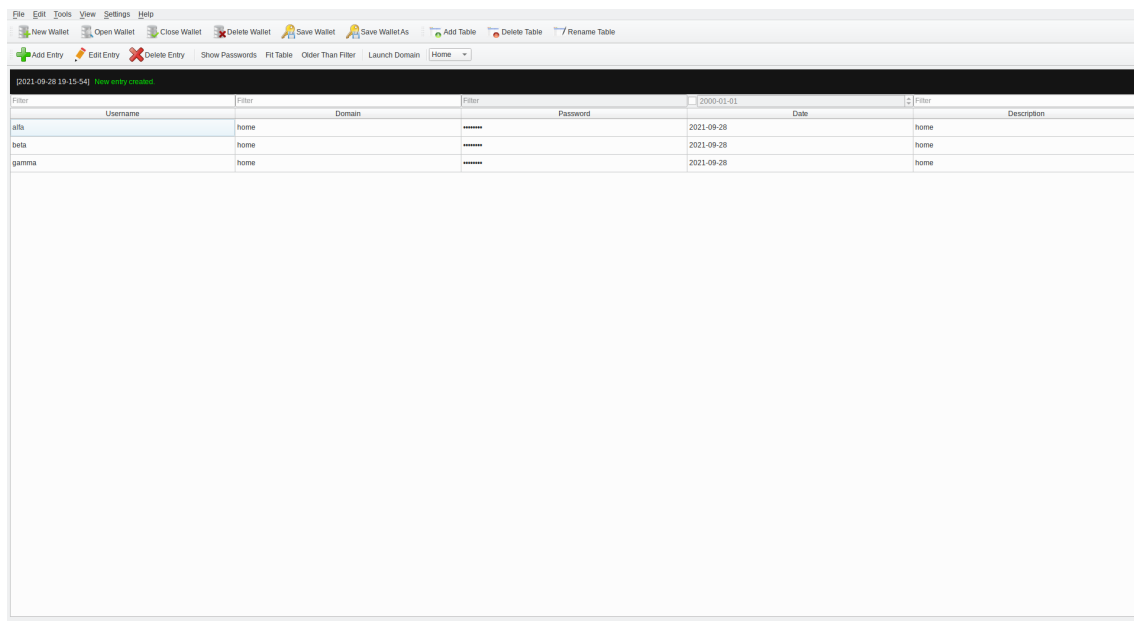 File Edit Tools View Settings Help
New Wallet Open Wallet Close Wallet Delete Wallet Save Wallet Save Wallet As Add Table Delete Table Rename Table
Add Entry Edit Entry Delete Entry Show Passwords Fit Table Older Than Filter Launch Domain Home
[2021-09-28 19-15-54] New entry created.
Filter Filter Filter 2000-01-01 Filter
Username Domain Password Date Description
alfa home •••••••• 2021-09-28 home
beta home •••••••• 2021-09-28 home
gamma home •••••••• 2021-09-28 home